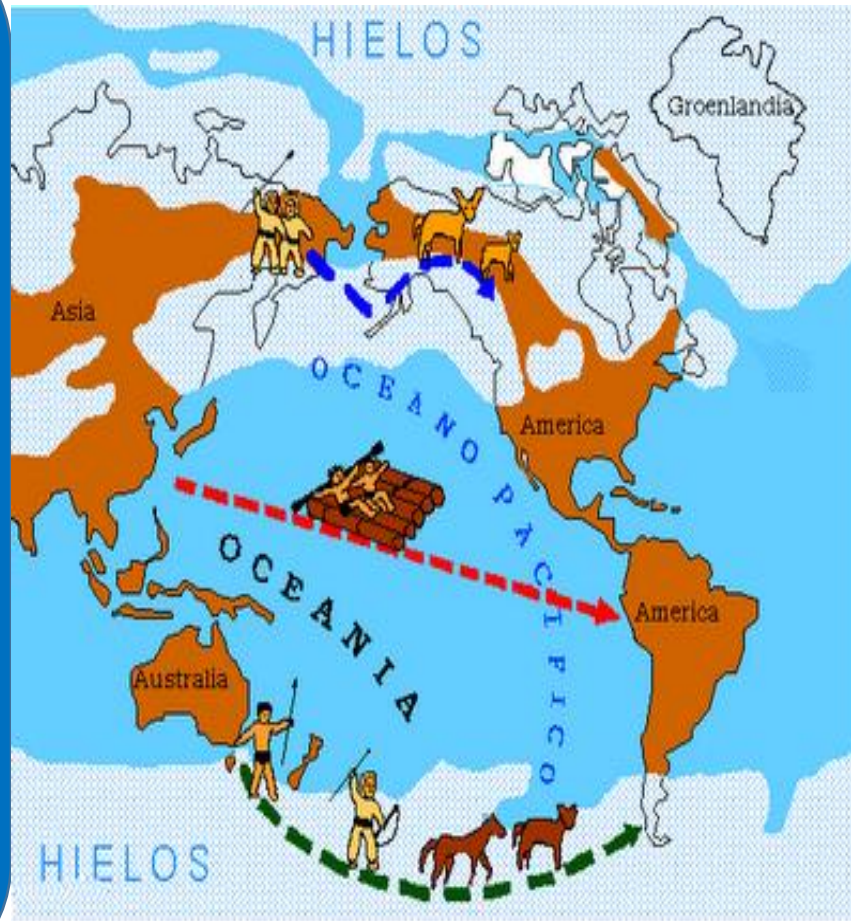 HIELOS
Groenlandia
Asia
OCEANO PACIFICO
America
OCEANIA
America
Australia
HIELOS